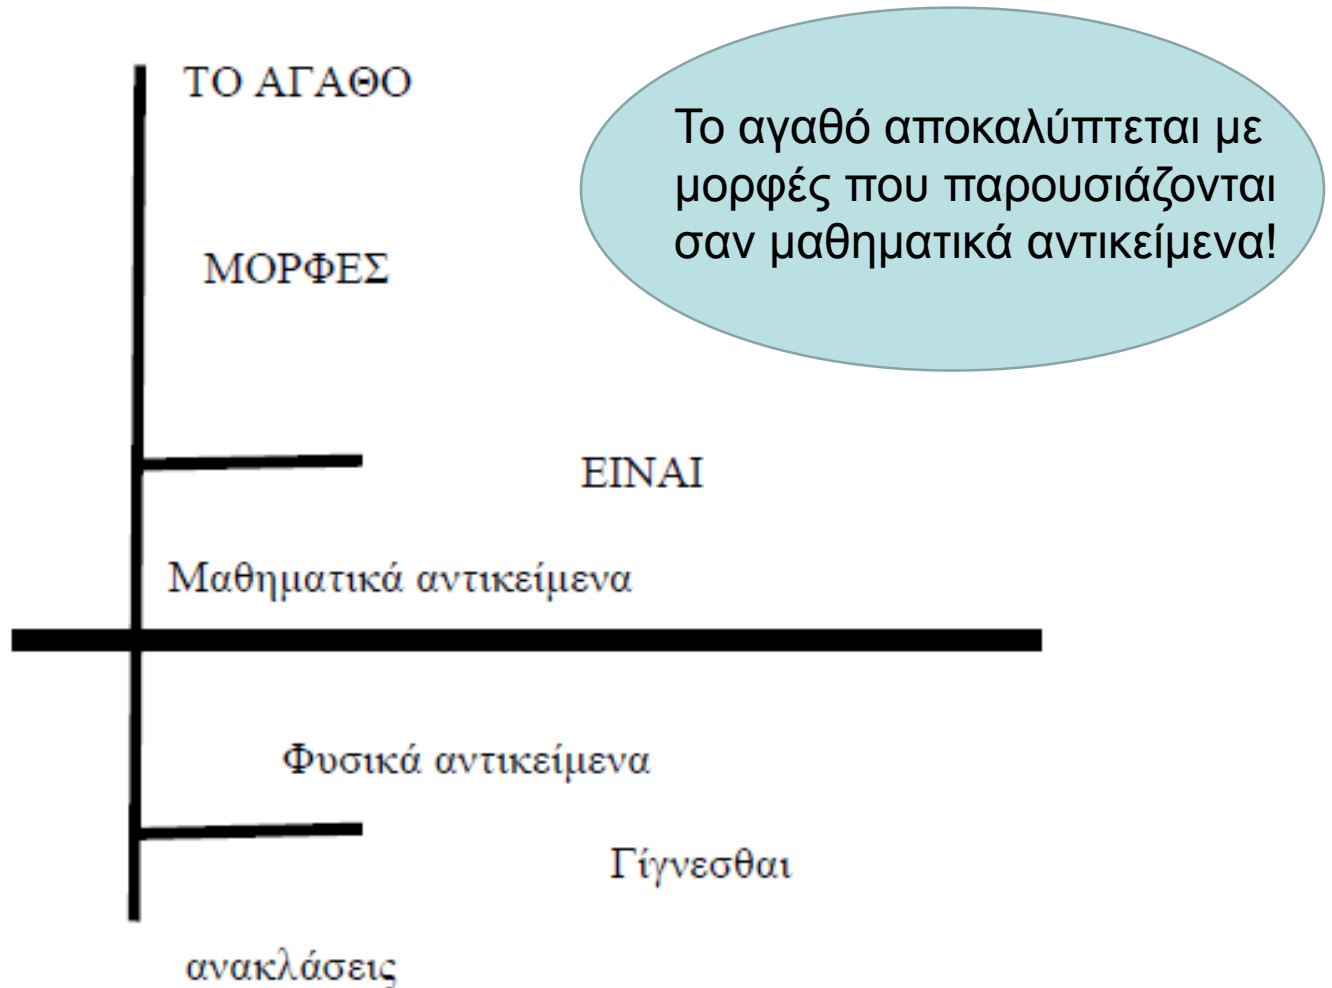 ΤΟ ΑΓΑΘΟ
Το αγαθό αποκαλύπτεται με
μορφές που παρουσιάζονται
σαν μαθηματικά αντικείμενα!
ΜΟΡΦΕΣ
ΕΙΝΑΙ
Μαθηματικά αντικείμενα
Φυσικά αντικείμενα
Γίγνεσθαι
ανακλάσεις